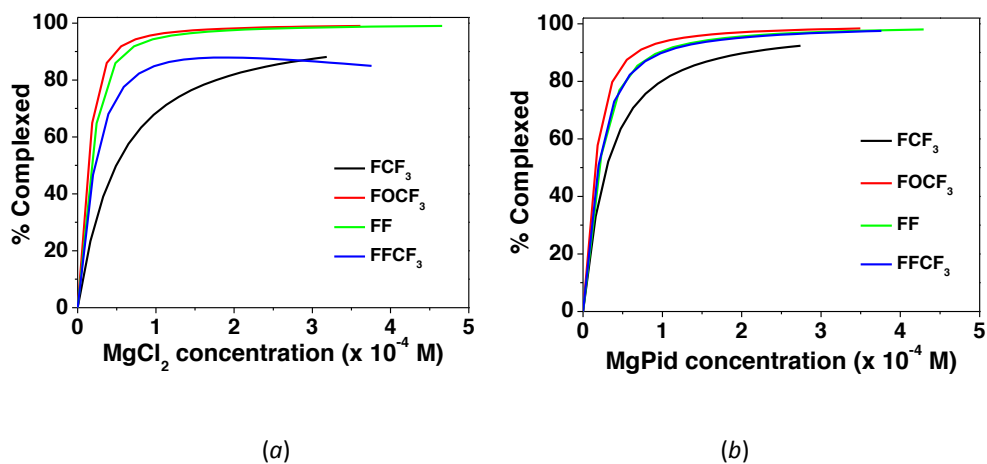 % Complexed
100
80
60
40
20
0
FCF₃
FOCF₃
FF
FFCF₃
0 1 2 3 4 5
MgCl₂ concentration (x 10⁻⁴ M)
(a)
% Complexed
100
80
60
40
20
0
FCF₃
FOCF₃
FF
FFCF₃
0 1 2 3 4 5
MgPid concentration (x 10⁻⁴ M)
(b)